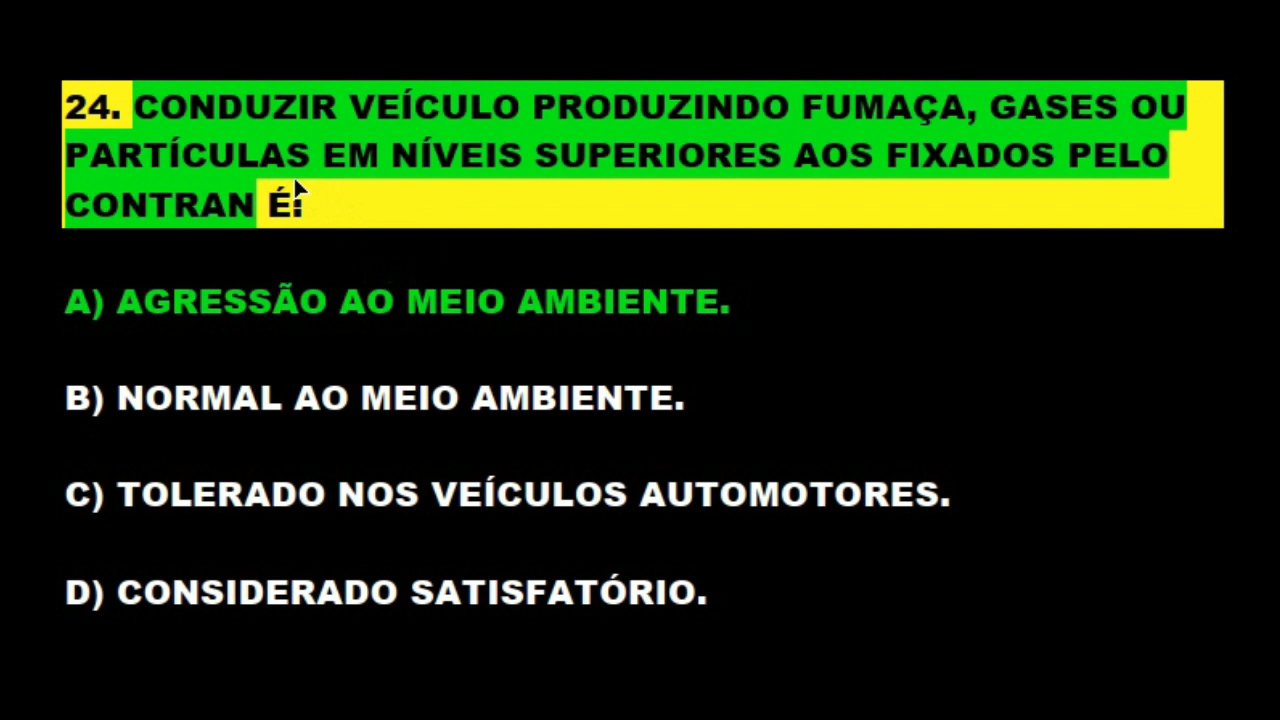 24. CONDUZIR VEÍCULO PRODUZINDO FUMAÇA, GASES OU
PARTÍCULAS EM NÍVEIS SUPERIORES AOS FIXADOS PELO
CONTRAN É:
A) AGRESSÃO AO MEIO AMBIENTE.
B) NORMAL AO MEIO AMBIENTE.
C) TOLERADO NOS VEÍCULOS AUTOMOTORES.
D) CONSIDERADO SATISFATÓRIO.